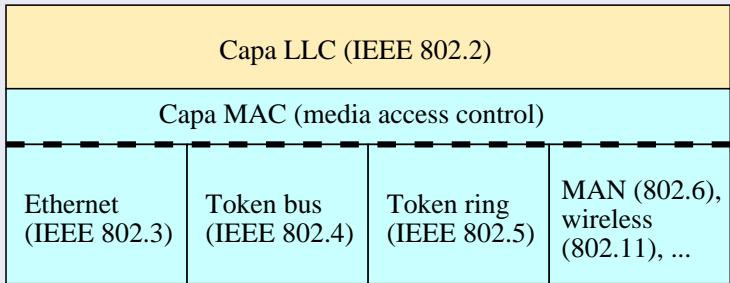 Capa LLC (IEEE 802.2)
Capa MAC (media access control)
Ethernet
(IEEE 802.3)
Token bus
(IEEE 802.4)
Token ring
(IEEE 802.5)
MAN (802.6),
wireless
(802.11), ...